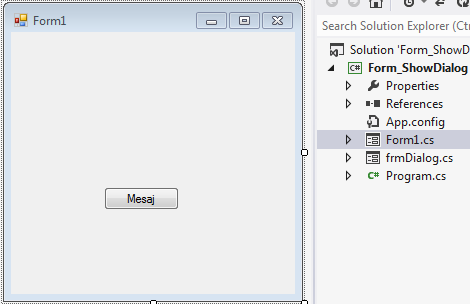 Form1
Mesaj
Search Solution Explorer (Ctr
Solution 'Form_ShowD
C# Form_ShowDialog
Properties
References
App.config
Form1.cs
frmDialog.cs
C# Program.cs